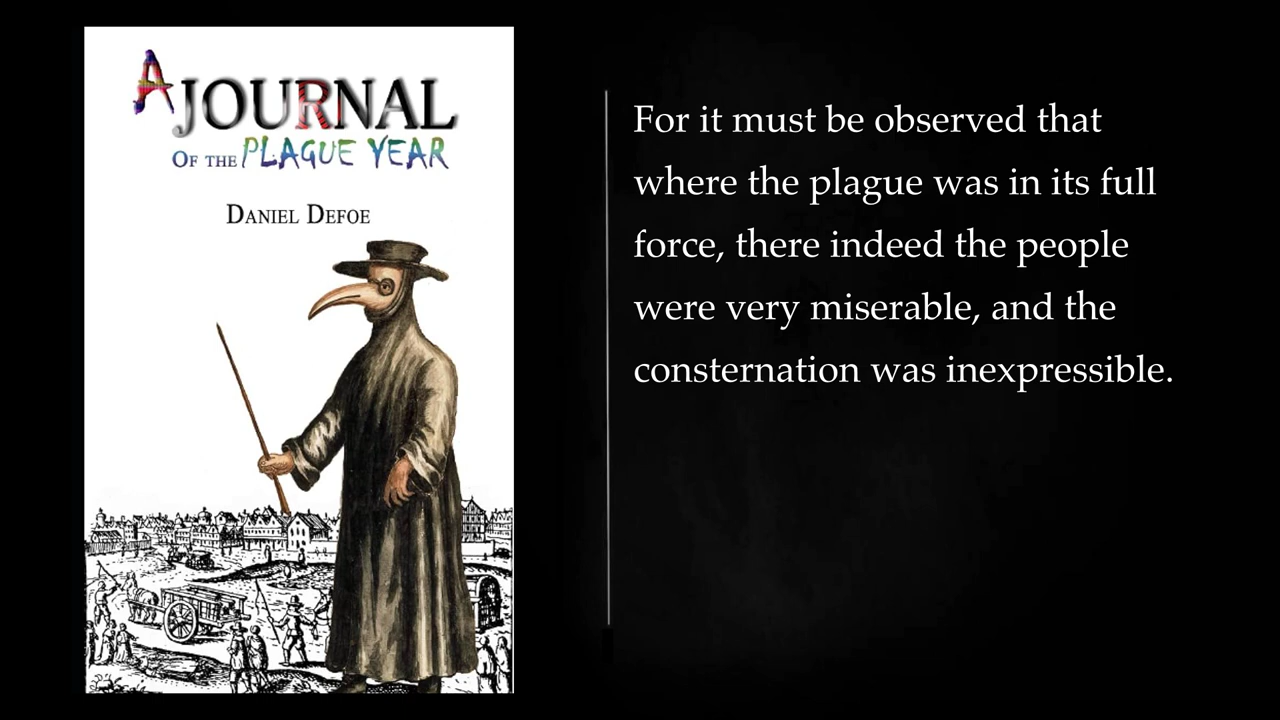 A JOURNAL
OF THE PLAGUE YEAR
DANIEL DEFOE
For it must be observed that
where the plague was in its full
force, there indeed the people
were very miserable, and the
consternation was inexpressible.